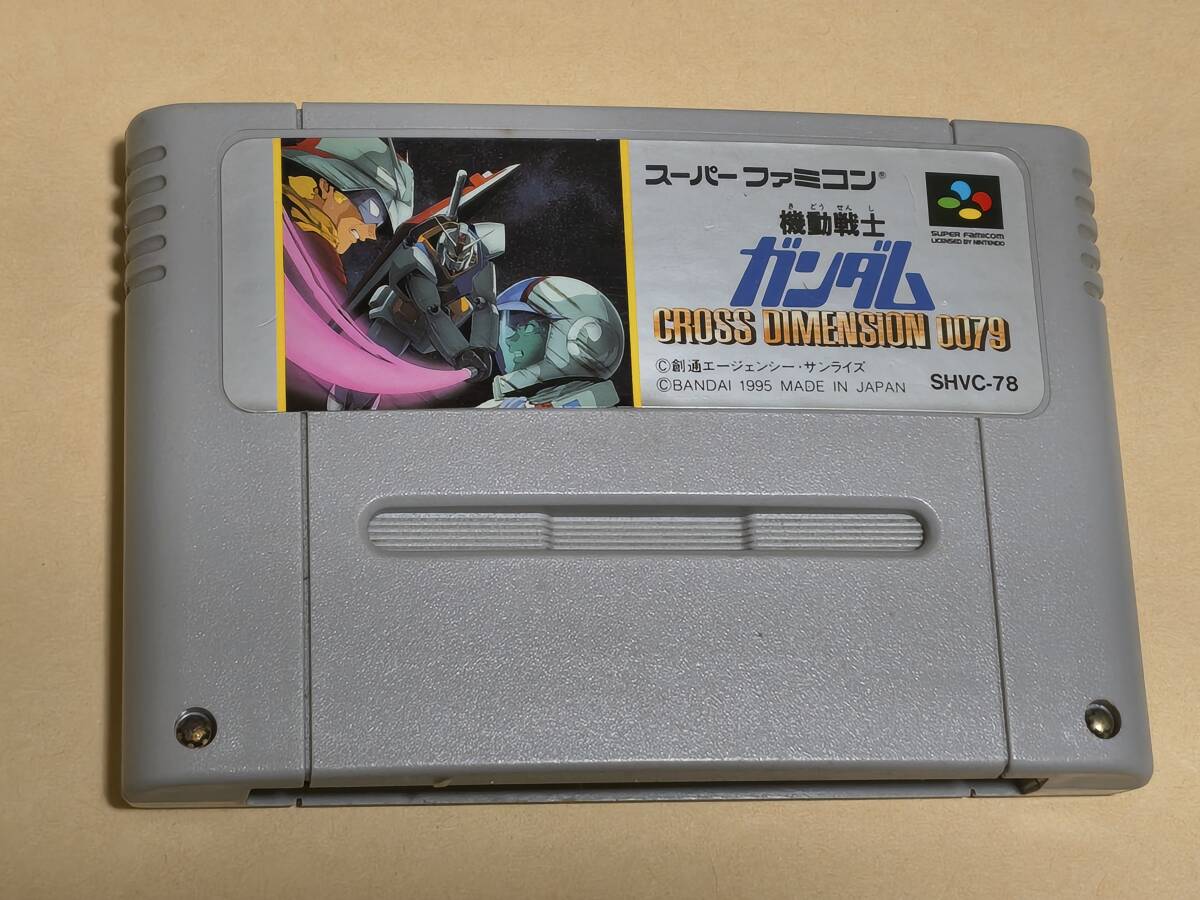 スーパーファミコン®
SUPER FAMICOM
LICENSED BY NINTENDO
きどうせんし
機動戦士
ガンダム
CROSS DIMENSION 0079
©創通エージェンシー・サンライズ
©BANDAI 1995 MADE IN JAPAN SHVC-78